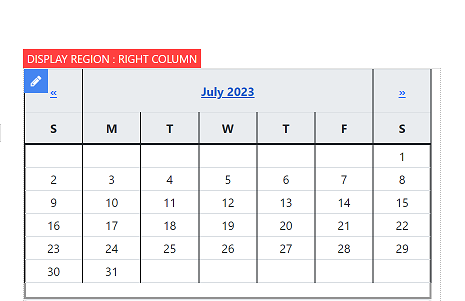 DISPLAY REGION : RIGHT COLUMN
« July 2023 »
S M T W T F S
1
2 3 4 5 6 7 8
9 10 11 12 13 14 15
16 17 18 19 20 21 22
23 24 25 26 27 28 29
30 31